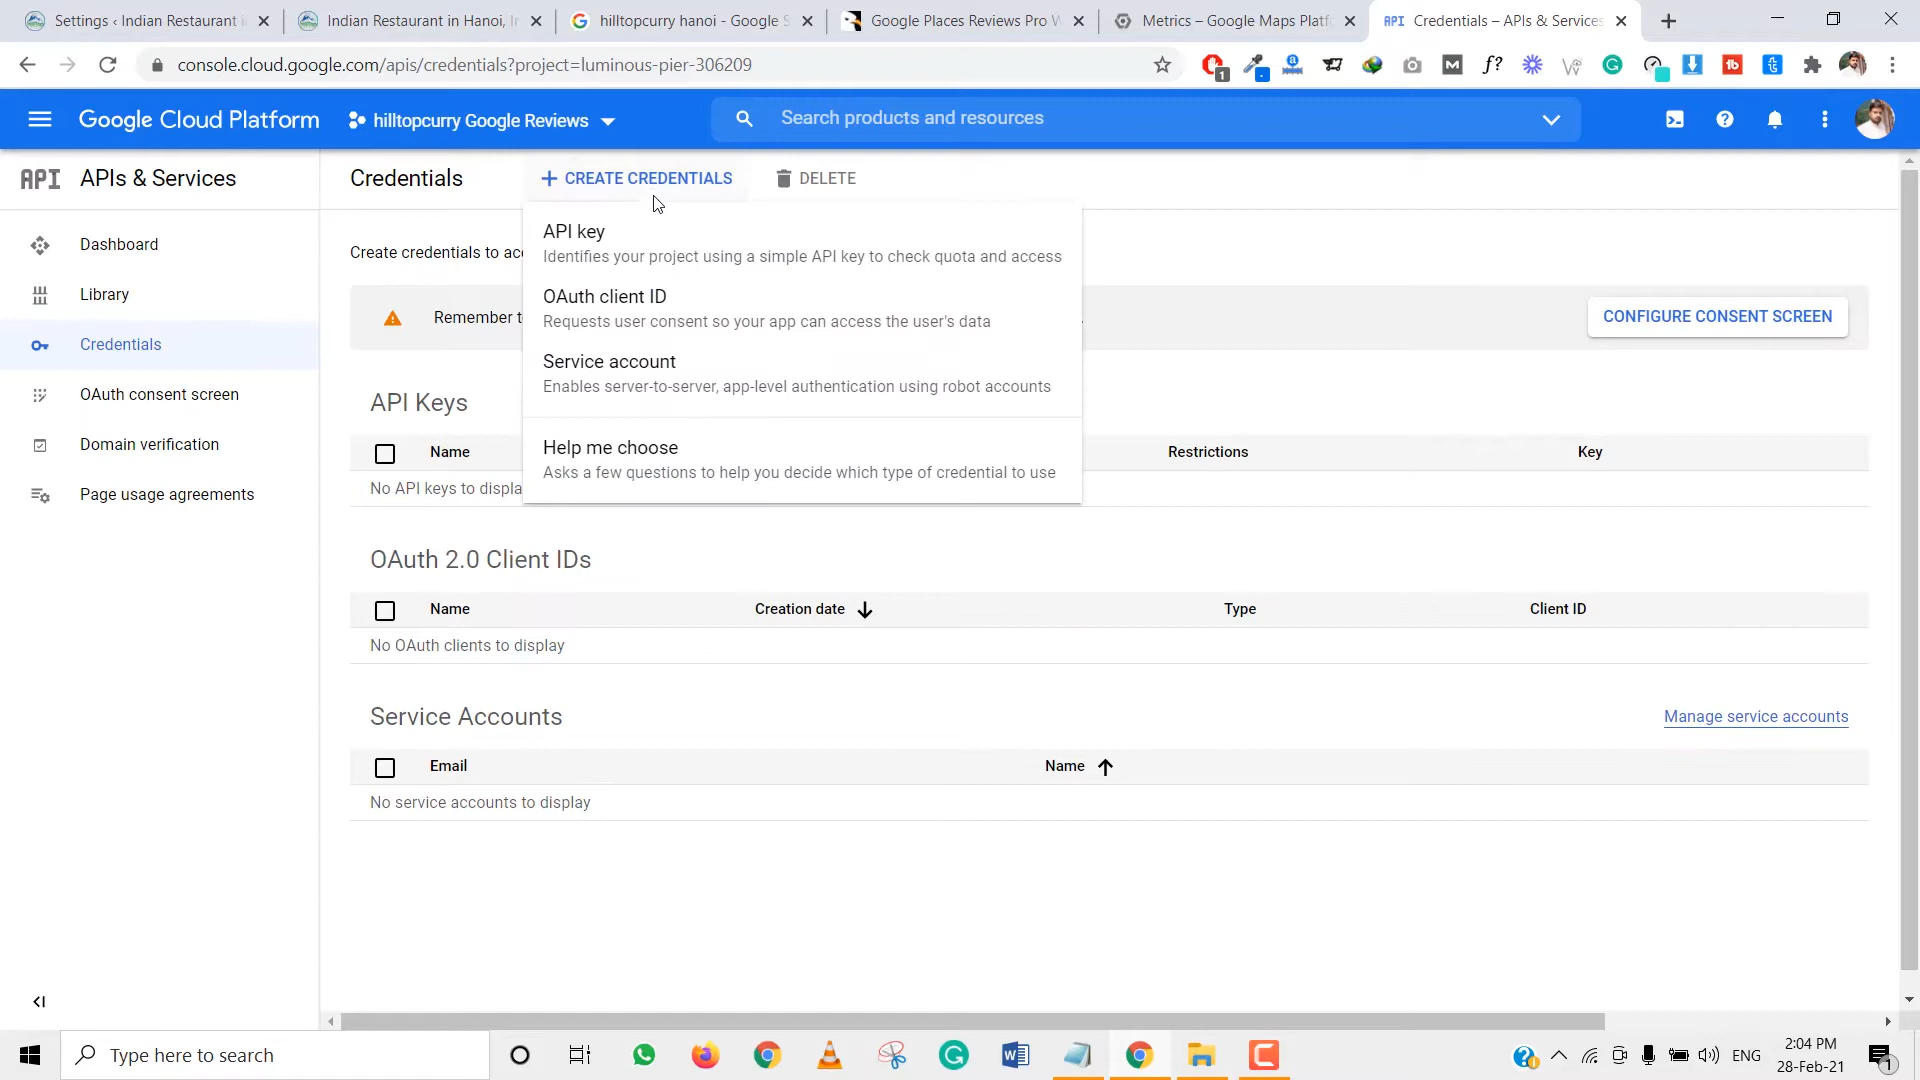 Settings ‹ Indian Restaurant i
Indian Restaurant in Hanoi, I
hilltopcurry hanoi - Google S
Google Places Reviews Pro W
Metrics – Google Maps Platf
API Credentials – APIs & Services
console.cloud.google.com/apis/credentials?project=luminous-pier-306209
Google Cloud Platform
hilltopcurry Google Reviews
Search products and resources
API APIs & Services
Credentials
CREATE CREDENTIALS
DELETE
Dashboard
Library
Credentials
OAuth consent screen
Domain verification
Page usage agreements
Create credentials to acc
API key
Identifies your project using a simple API key to check quota and access
OAuth client ID
Requests user consent so your app can access the user's data
Service account
Enables server-to-server, app-level authentication using robot accounts
Help me choose
Asks a few questions to help you decide which type of credential to use
Remember t
CONFIGURE CONSENT SCREEN
API Keys
Name
Restrictions
Key
No API keys to displa
OAuth 2.0 Client IDs
Name
Creation date
Type
Client ID
No OAuth clients to display
Service Accounts
Manage service accounts
Email
Name
No service accounts to display
Type here to search
ENG
2:04 PM
28-Feb-21
1